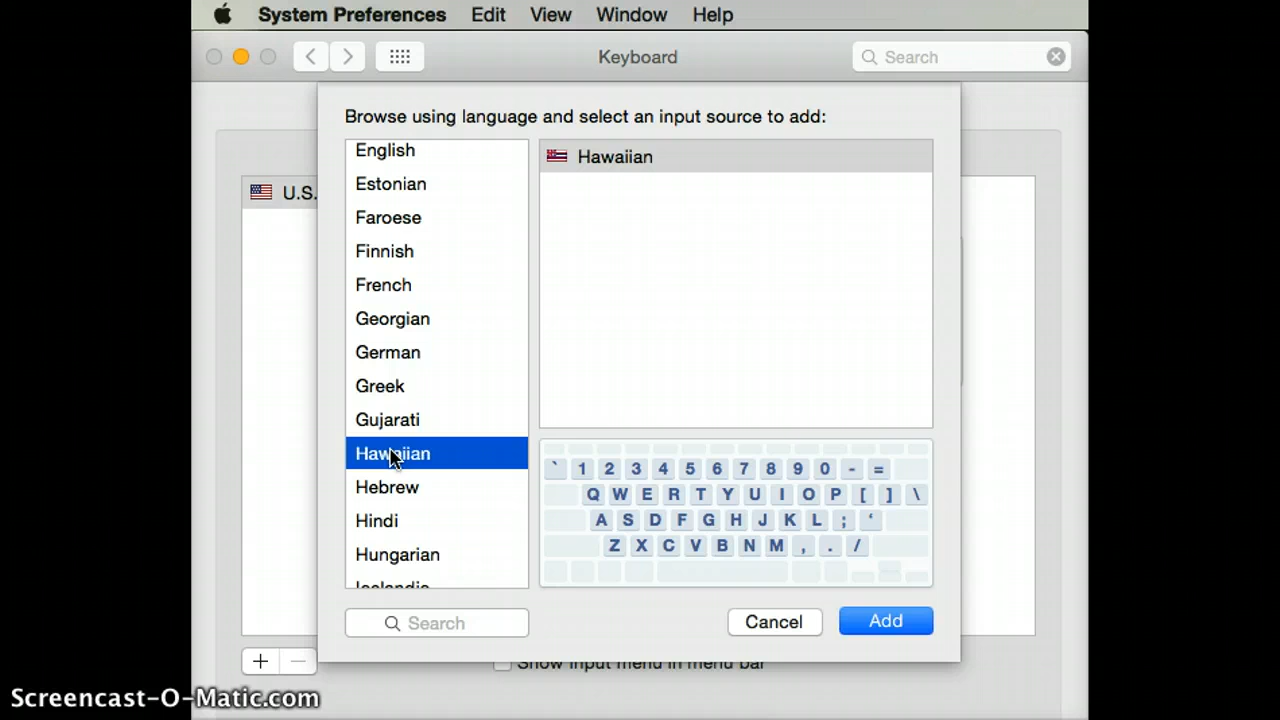 System Preferences Edit View Window Help
Keyboard
Search
Browse using language and select an input source to add:
U.S.
English
Estonian
Faroese
Finnish
French
Georgian
German
Greek
Gujarati
Hawaiian
Hebrew
Hindi
Hungarian
Icelandic
Hawaiian
` 1 2 3 4 5 6 7 8 9 0 - =
Q W E R T Y U I O P [ ] \
A S D F G H J K L ; ʻ
Z X C V B N M , . /
Search
Cancel
Add
+ −
Show Input menu in menu bar
Screencast-O-Matic.com